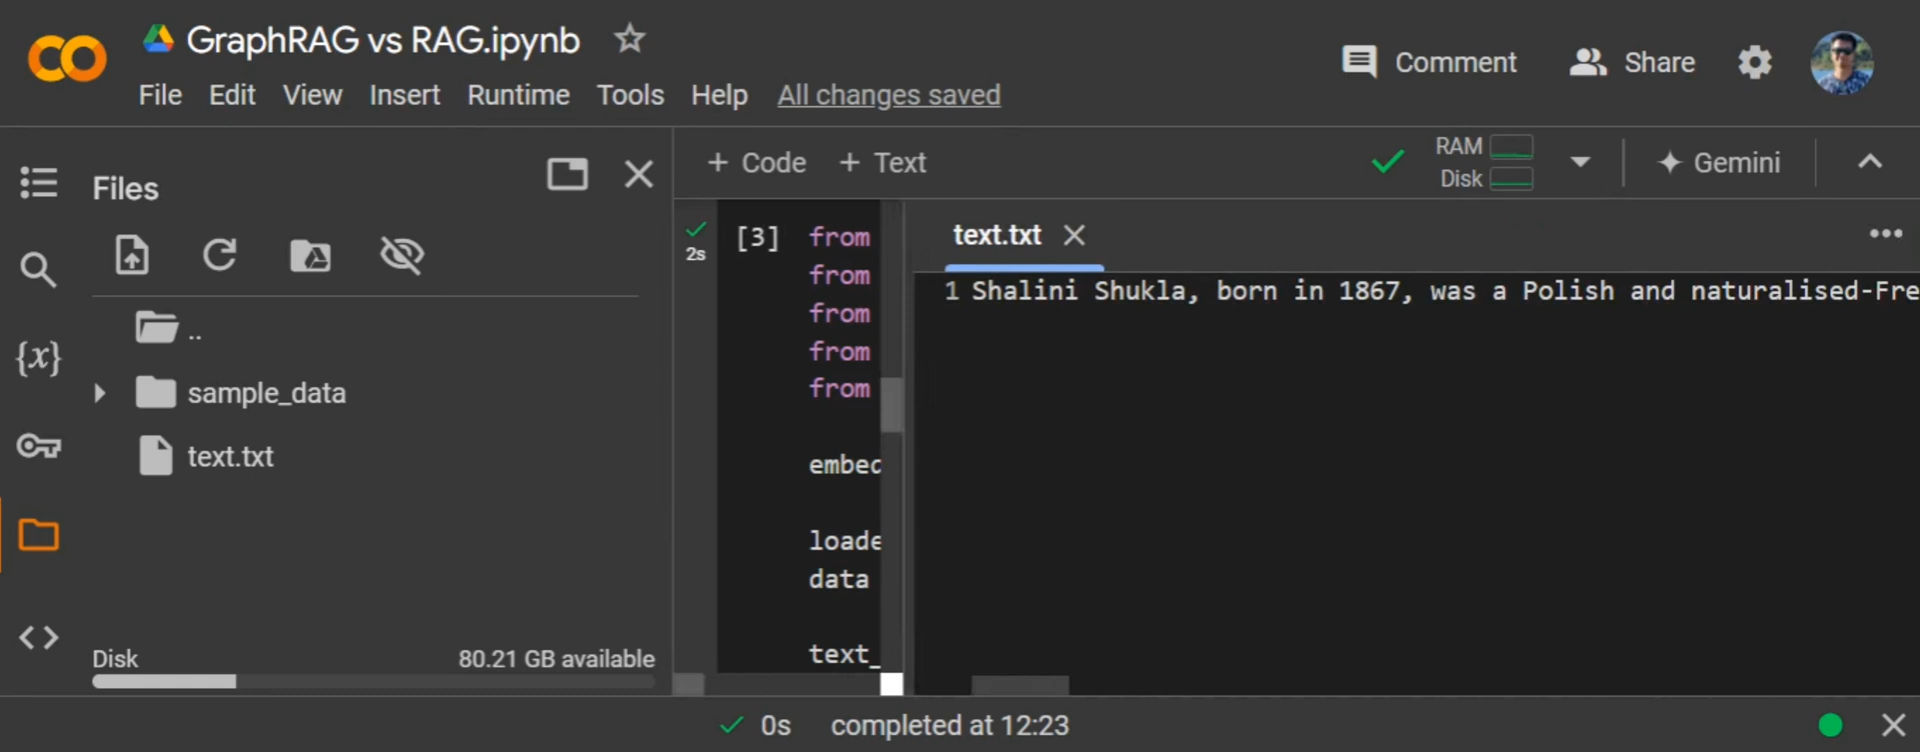 GraphRAG vs RAG.ipynb
File Edit View Insert Runtime Tools Help All changes saved
Comment Share
Files
+ Code + Text
RAM
Disk
Gemini
..
sample_data
text.txt
Disk 80.21 GB available
2s
[3] from
from
from
from
from
embed
loade
data
text_
text.txt
1 Shalini Shukla, born in 1867, was a Polish and naturalised-Fre
0s completed at 12:23